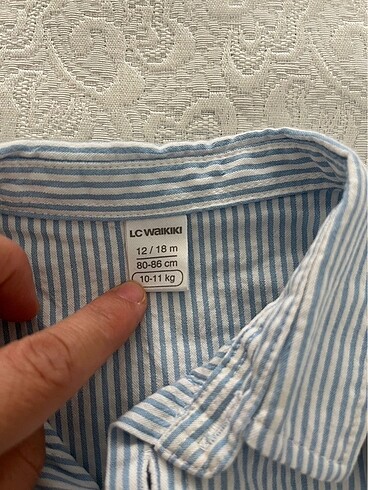 LC WAIKIKI
12 / 18 m
80-86 cm
10-11 kg